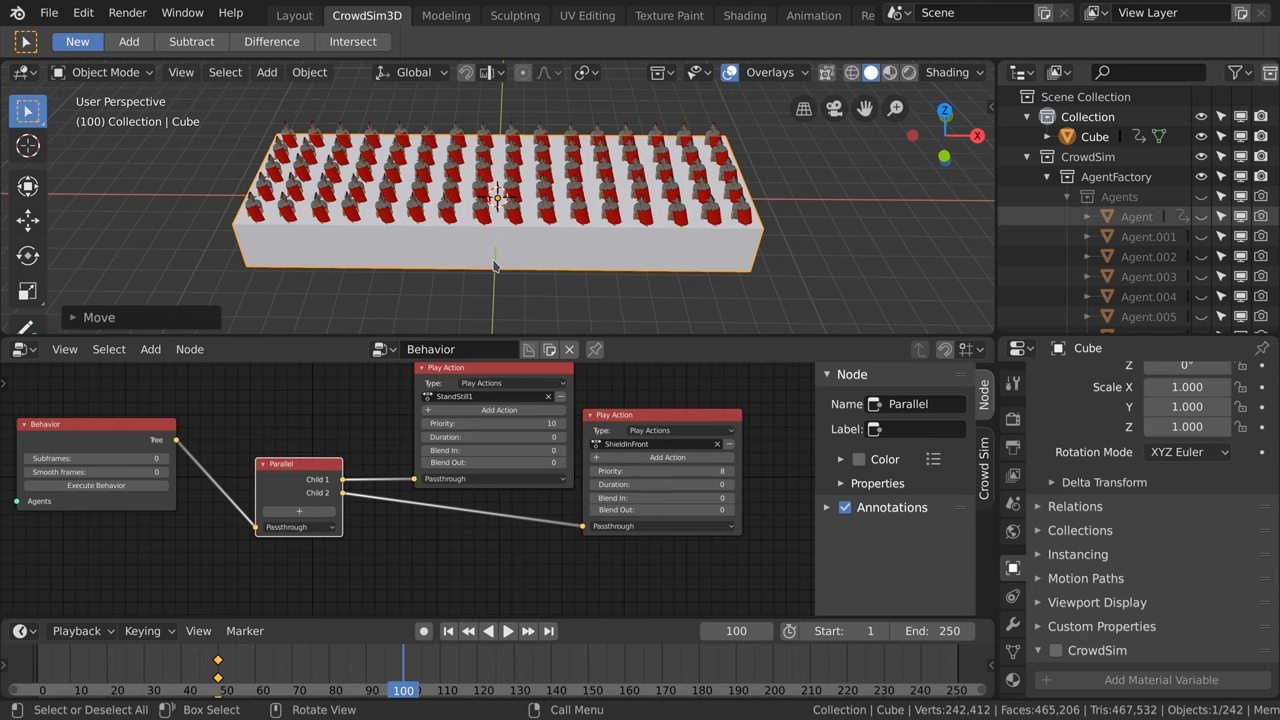 File Edit Render Window Help Layout CrowdSim3D Modeling Sculpting UV Editing Texture Paint Shading Animation Re Scene View Layer
New Add Subtract Difference Intersect
Object Mode View Select Add Object Global Overlays Shading
User Perspective
(100) Collection | Cube
Z
X
Move
Scene Collection
Collection
Cube
CrowdSim
AgentFactory
Agents
Agent
Agent.001
Agent.002
Agent.003
Agent.004
Agent.005
View Select Add Node Behavior
Behavior
Tree
Subframes: 0
Smooth frames: 0
Execute Behavior
Agents
Parallel
Child 1
Child 2
+
Passthrough
Play Action
Type: Play Actions
StandStill1
Add Action
Priority: 10
Duration: 0
Blend In: 0
Blend Out: 0
Passthrough
Play Action
Type: Play Actions
ShieldInFront
Add Action
Priority: 8
Duration: 0
Blend In: 0
Blend Out: 0
Passthrough
Node
Name Parallel
Label:
Color
Properties
Annotations
Node
Crowd Sim
Cube
Z 0°
Scale X 1.000
Y 1.000
Z 1.000
Rotation Mode XYZ Euler
Delta Transform
Relations
Collections
Instancing
Motion Paths
Viewport Display
Custom Properties
CrowdSim
Add Material Variable
Playback Keying View Marker 100 Start: 1 End: 250
0 10 20 30 40 50 60 70 80 90 100 110 120 130 140 150 160 170 180 190 200 210 220 230 240 250
Select or Deselect All Box Select Rotate View Call Menu Collection | Cube | Verts:242,412 | Faces:465,206 | Tris:467,532 | Objects:1/242 | Mem